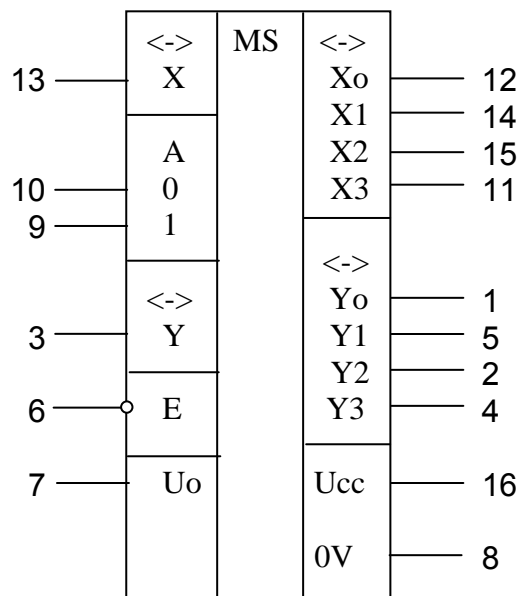 <-> MS <->
13 X Xo 12
X1 14
A X2 15
10 0 X3 11
9 1
<-> <->
Yo 1
3 Y Y1 5
Y2 2
6 E Y3 4
7 Uo Ucc 16
0V 8